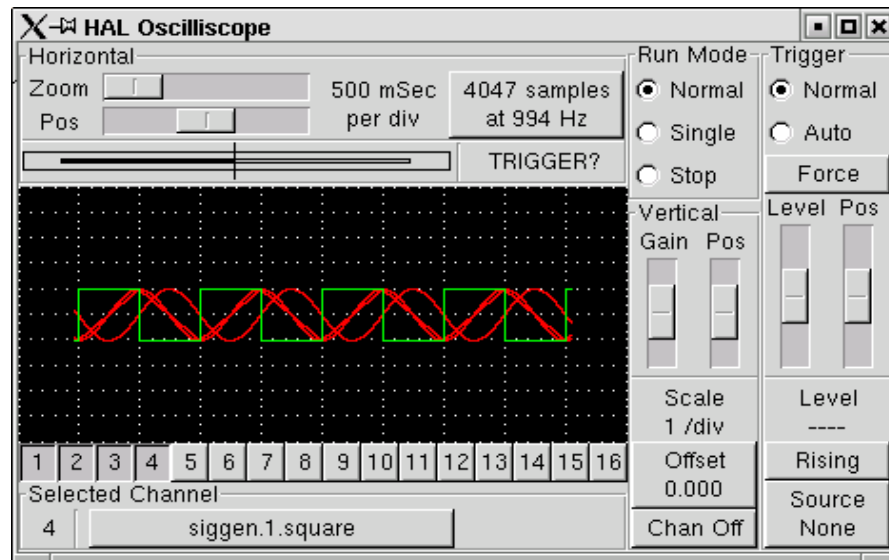 HAL Oscilliscope
Horizontal
Zoom
Pos
500 mSec
per div
4047 samples
at 994 Hz
TRIGGER?
Run Mode
Normal
Single
Stop
Trigger
Normal
Auto
Force
Level Pos
Vertical
Gain Pos
Scale
1 /div
Offset
0.000
Chan Off
Level
----
Rising
Source
None
1 2 3 4 5 6 7 8 9 10 11 12 13 14 15 16
Selected Channel
4 siggen.1.square